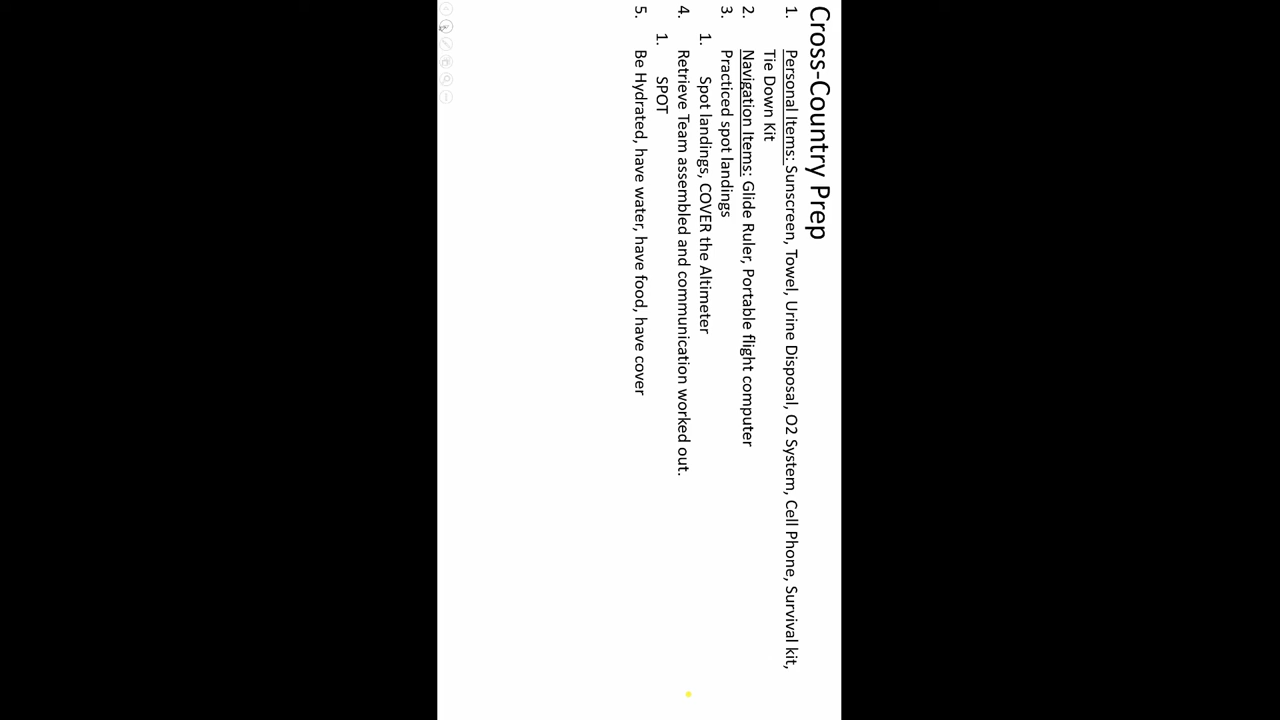 Cross-Country Prep
1. Personal Items: Sunscreen, Towel, Urine Disposal, O2 System, Cell Phone, Survival kit,
Tie Down Kit
2. Navigation Items: Glide Ruler, Portable flight computer
3. Practiced spot landings
1. Spot landings, COVER the Altimeter
4. Retrieve Team assembled and communication worked out.
1. SPOT
5. Be Hydrated, have water, have food, have cover